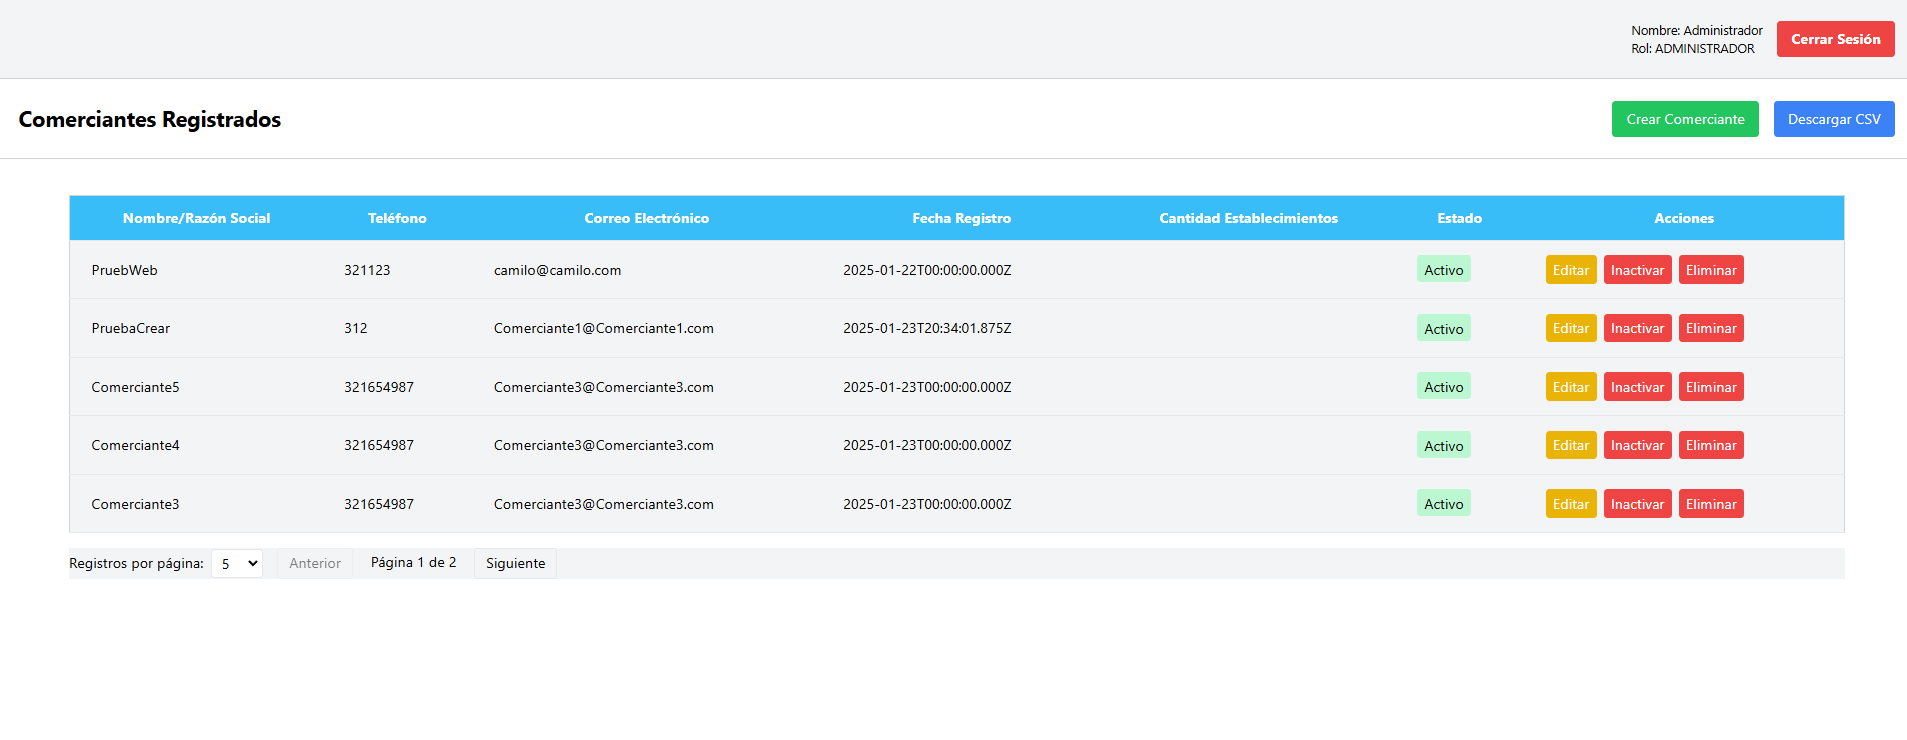 Nombre: Administrador
Rol: ADMINISTRADOR
Cerrar Sesión
Comerciantes Registrados
Crear Comerciante
Descargar CSV
Nombre/Razón Social Teléfono Correo Electrónico Fecha Registro Cantidad Establecimientos Estado Acciones
PruebWeb 321123 camilo@camilo.com 2025-01-22T00:00:00.000Z Activo Editar Inactivar Eliminar
PruebaCrear 312 Comerciante1@Comerciante1.com 2025-01-23T20:34:01.875Z Activo Editar Inactivar Eliminar
Comerciante5 321654987 Comerciante3@Comerciante3.com 2025-01-23T00:00:00.000Z Activo Editar Inactivar Eliminar
Comerciante4 321654987 Comerciante3@Comerciante3.com 2025-01-23T00:00:00.000Z Activo Editar Inactivar Eliminar
Comerciante3 321654987 Comerciante3@Comerciante3.com 2025-01-23T00:00:00.000Z Activo Editar Inactivar Eliminar
Registros por página: 5 Anterior Página 1 de 2 Siguiente